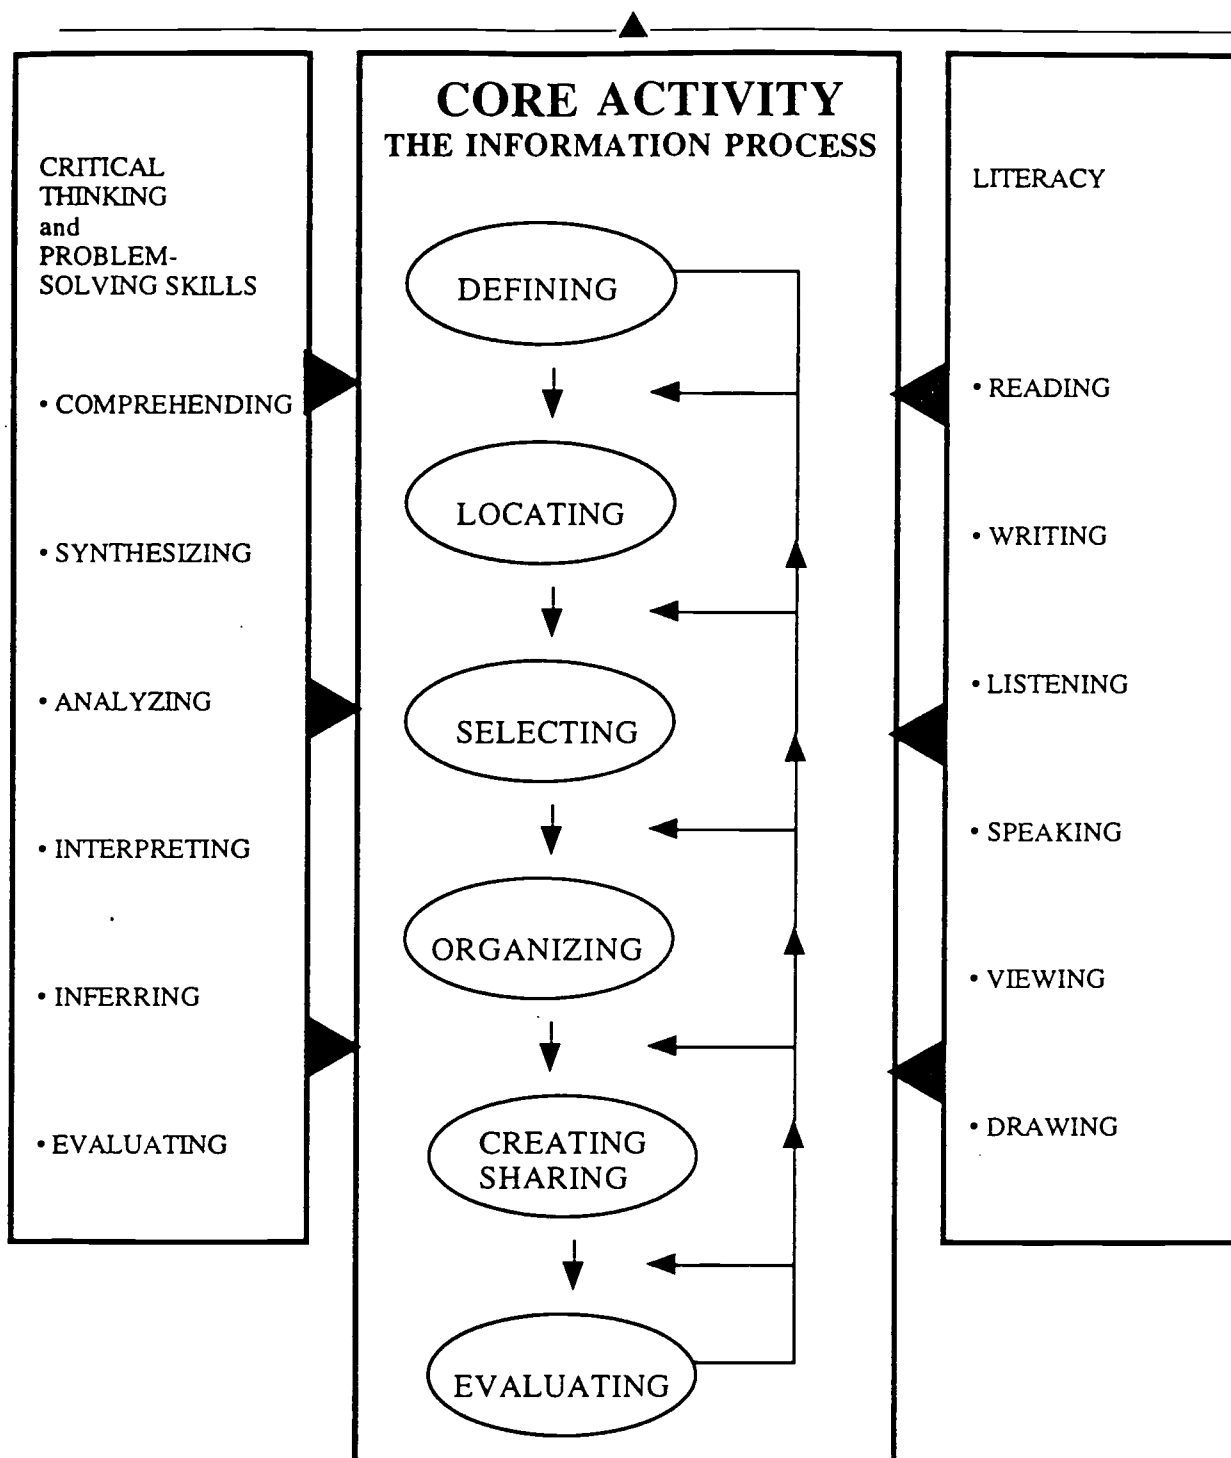 CORE ACTIVITY
THE INFORMATION PROCESS
CRITICAL
THINKING
and
PROBLEM-
SOLVING SKILLS
• COMPREHENDING
• SYNTHESIZING
• ANALYZING
• INTERPRETING
• INFERRING
• EVALUATING
DEFINING
LOCATING
SELECTING
ORGANIZING
CREATING
SHARING
EVALUATING
LITERACY
• READING
• WRITING
• LISTENING
• SPEAKING
• VIEWING
• DRAWING